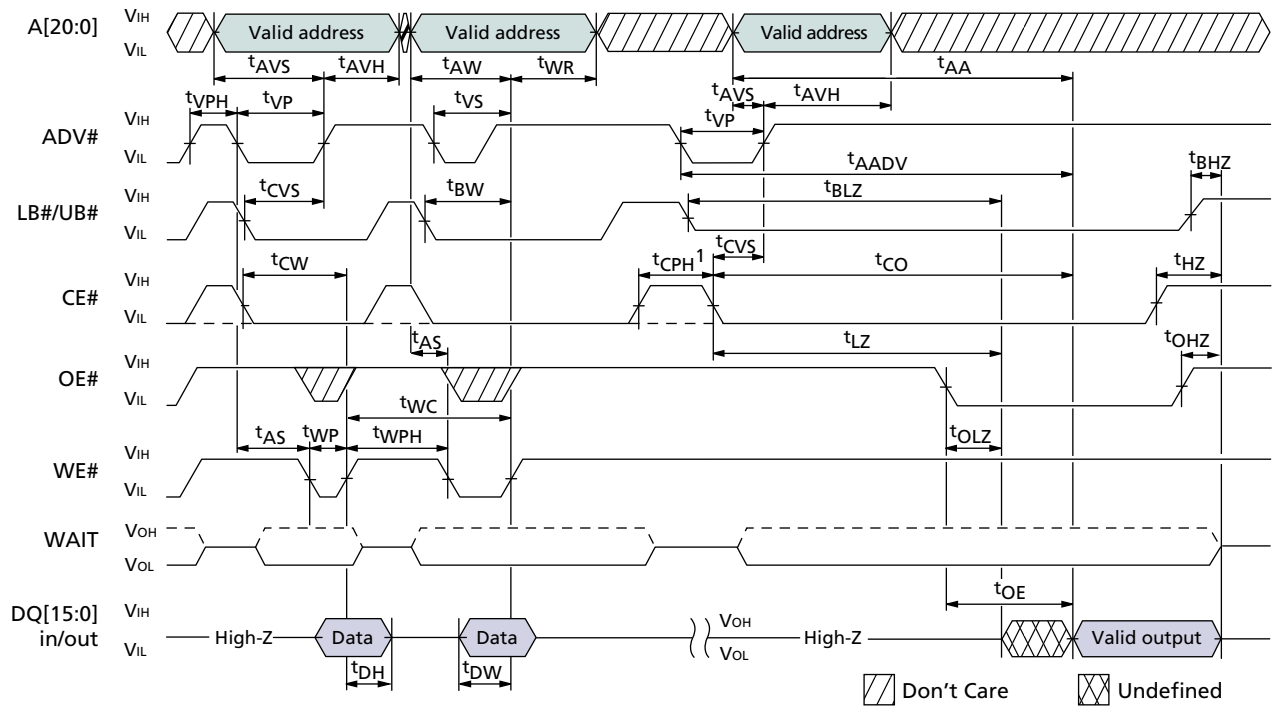 A[20:0] VIH Valid address Valid address Valid address
VIL
tAVS tAVH tAW tWR tAA
tVPH tVP tVS tAVS tAVH
ADV# VIH tVP
VIL
tAADV tBHZ
LB#/UB# VIH tCVS tBW tBLZ
VIL
tCW tCPH1 tCVS tCO tHZ
CE# VIH
VIL
tAS tLZ tOHZ
OE# VIH
VIL
tWC
tAS tWP tWPH tOLZ
WE# VIH
VIL
WAIT VOH
VOL
tOE
DQ[15:0] VIH VOH
in/out High-Z Data Data High-Z Valid output
VIL VOL
tDH tDW
Don't Care Undefined